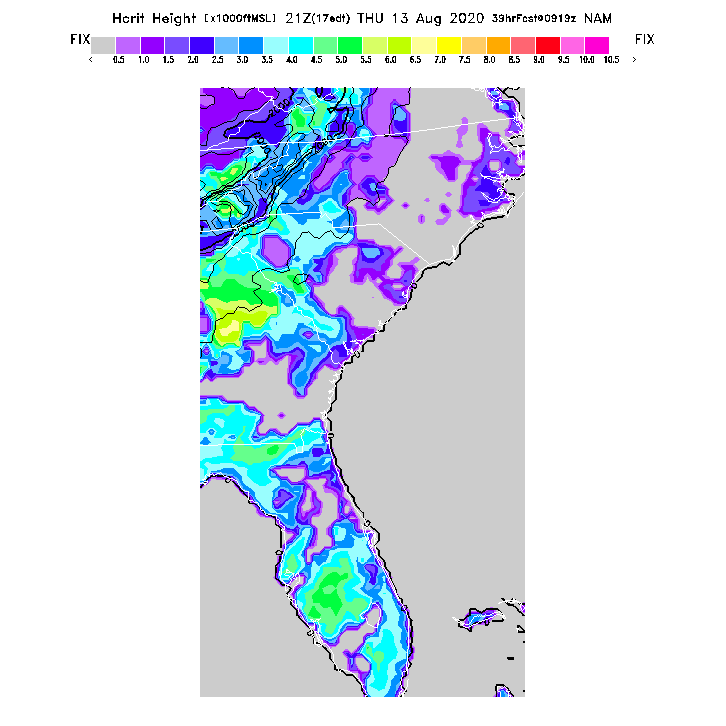 Hcrit Height [x1000ftMSL] 21Z(17edt) THU 13 Aug 2020 39hrFcst@0919z NAM
FIX FIX
< 0.5 1.0 1.5 2.0 2.5 3.0 3.5 4.0 4.5 5.0 5.5 6.0 6.5 7.0 7.5 8.0 8.5 9.0 9.5 10.0 10.5 >